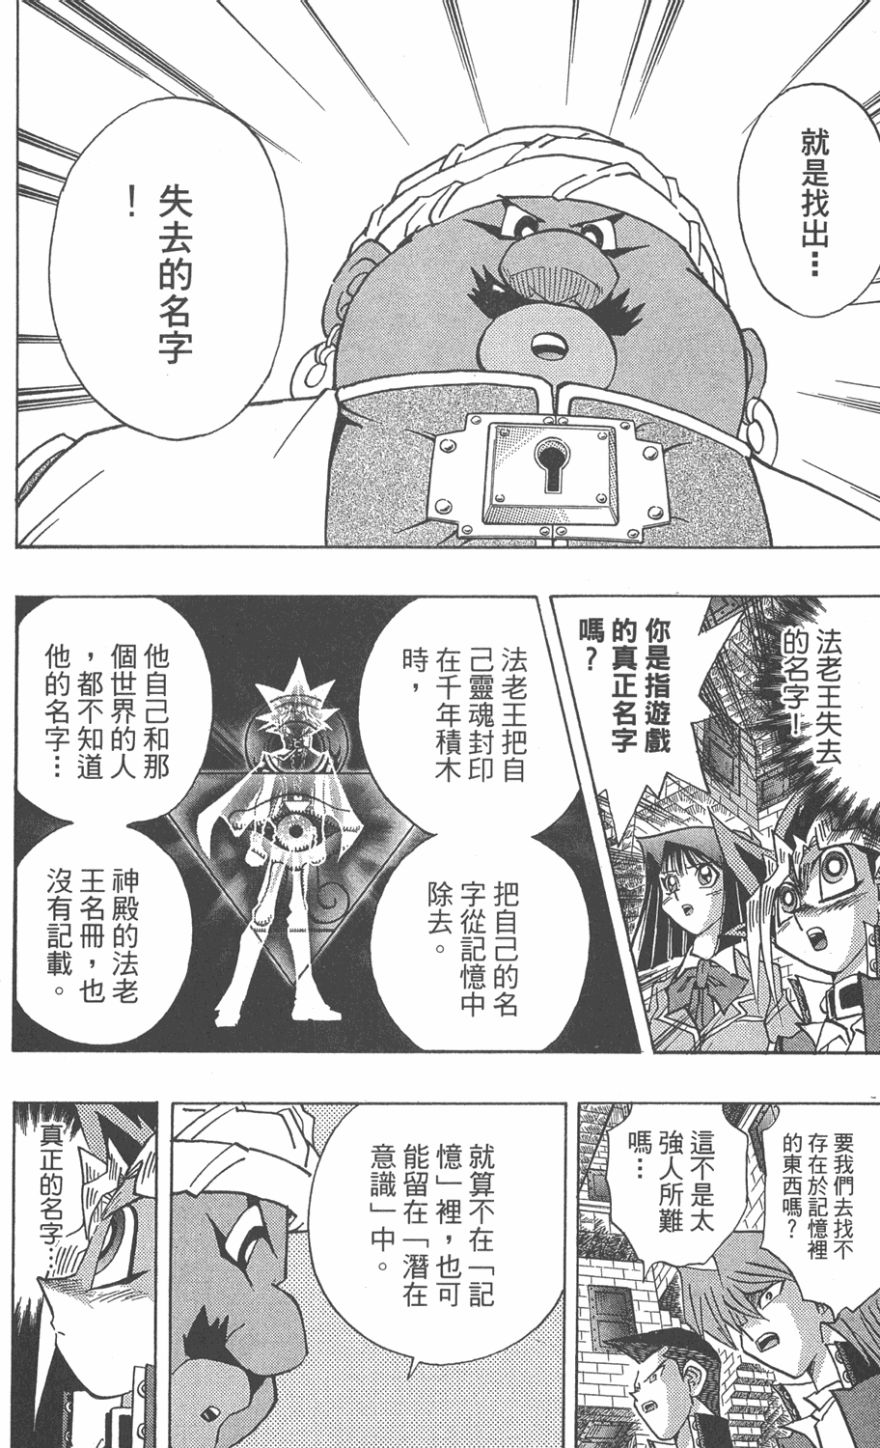 就是找出…
失去的名字
！
法老王失去
的名字！
你是指遊戲
的真正名字
嗎？
法老王把自
己靈魂封印
在千年積木
時，
把自己的名
字從記憶中
除去。
他自己和那
個世界的人
，都不知道
他的名字…
神殿的法老
王名冊，也
沒有記載。
要我們去找不
存在於記憶裡
的東西嗎？
這不是太
強人所難
嗎…
就算不在「記
憶」裡，也可
能留在「潛在
意識」中。
真正的名字…